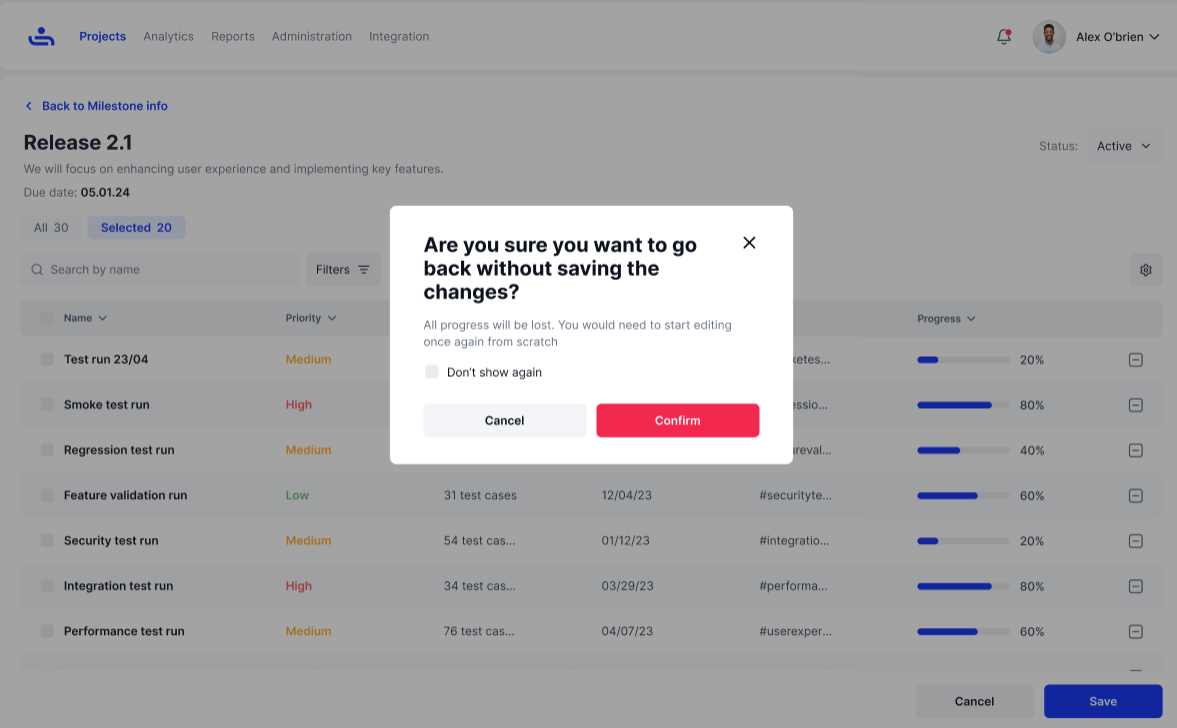 Projects Analytics Reports Administration Integration Alex O'brien
Back to Milestone info
Release 2.1
Status: Active
We will focus on enhancing user experience and implementing key features.
Due date: 05.01.24
All 30 Selected 20
Search by name Filters
Are you sure you want to go
back without saving the
changes?
All progress will be lost. You would need to start editing
once again from scratch
Don't show again
Cancel Confirm
Name Priority Progress
Test run 23/04 Medium ketes... 20%
Smoke test run High essio... 80%
Regression test run Medium ureval... 40%
Feature validation run Low 31 test cases 12/04/23 #securityte... 60%
Security test run Medium 54 test cas... 01/12/23 #integratio... 20%
Integration test run High 34 test cas... 03/29/23 #performa... 80%
Performance test run Medium 76 test cas... 04/07/23 #userexper... 60%
Cancel Save